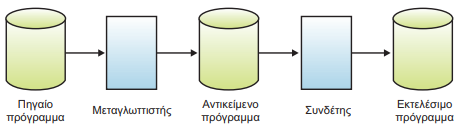 Πηγαίο
πρόγραμμα
Μεταγλωττιστής
Αντικείμενο
πρόγραμμα
Συνδέτης
Εκτελέσιμο
πρόγραμμα